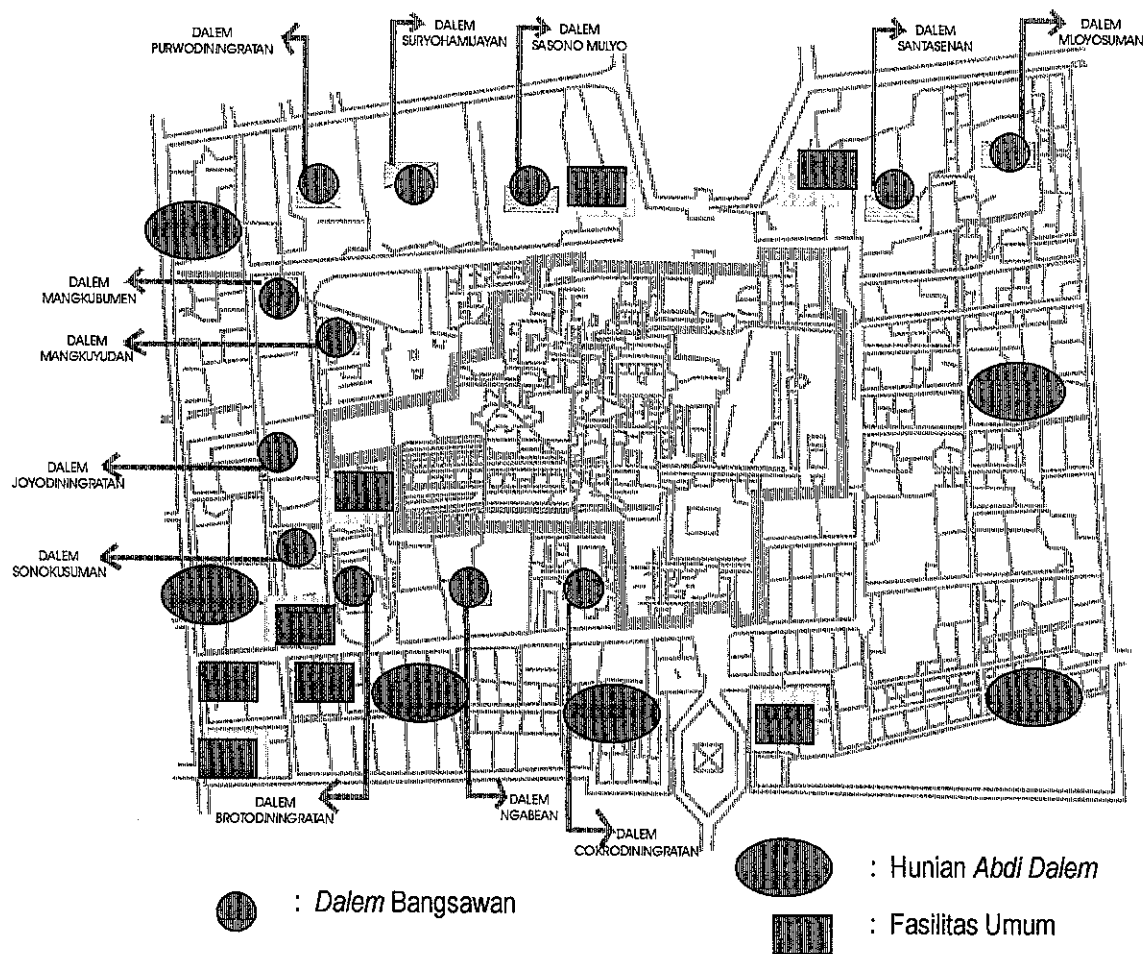 DALEM
PURWODININGRATAN
DALEM
SURYOHAMIJAYAN
DALEM
SASONO MULYO
DALEM
SANTASENAN
DALEM
MLOYOSUMAN
DALEM
MANGKUBUMEN
DALEM
MANGKUYUDAN
DALEM
JOYODININGRATAN
DALEM
SONOKUSUMAN
DALEM
BROTODININGRATAN
DALEM
NGABEAN
DALEM
COKRODININGRATAN
: Dalem Bangsawan
: Hunian Abdi Dalem
: Fasilitas Umum